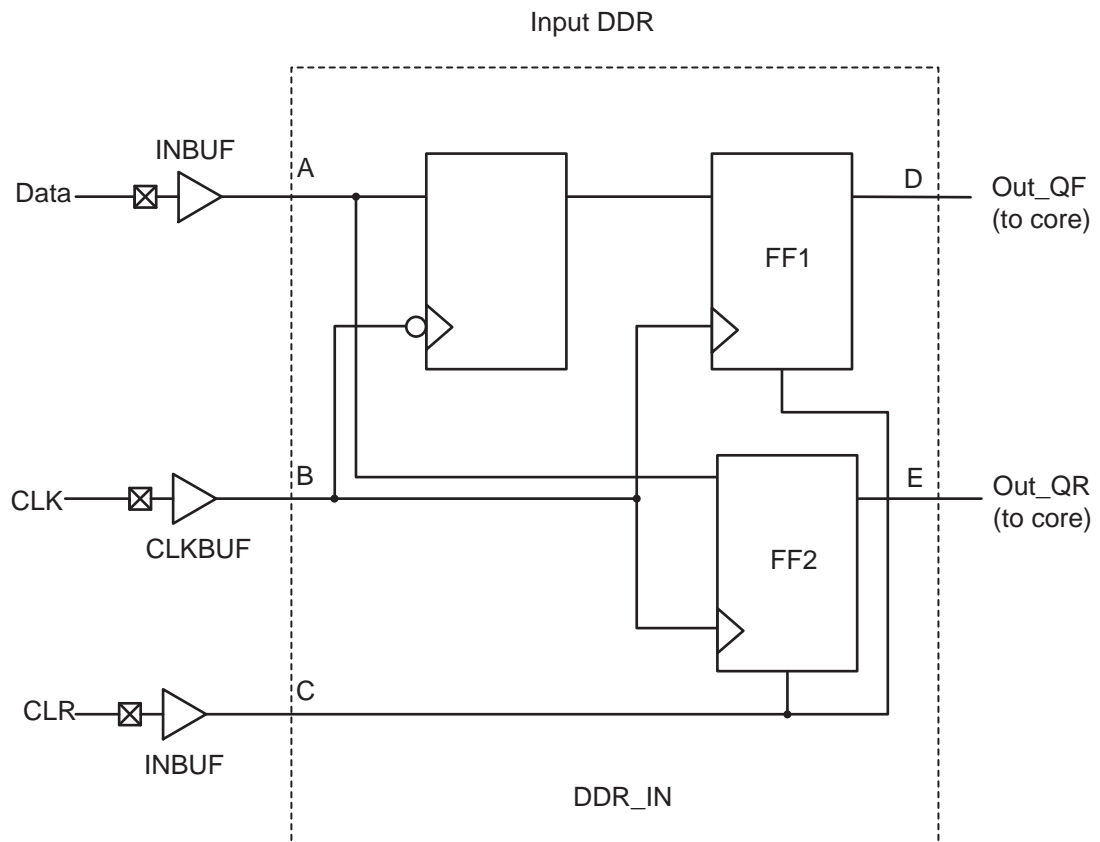 Input DDR
INBUF
A
Data
D
Out_QF
(to core)
FF1
B
CLK
E
Out_QR
(to core)
CLKBUF
FF2
C
CLR
INBUF
DDR_IN